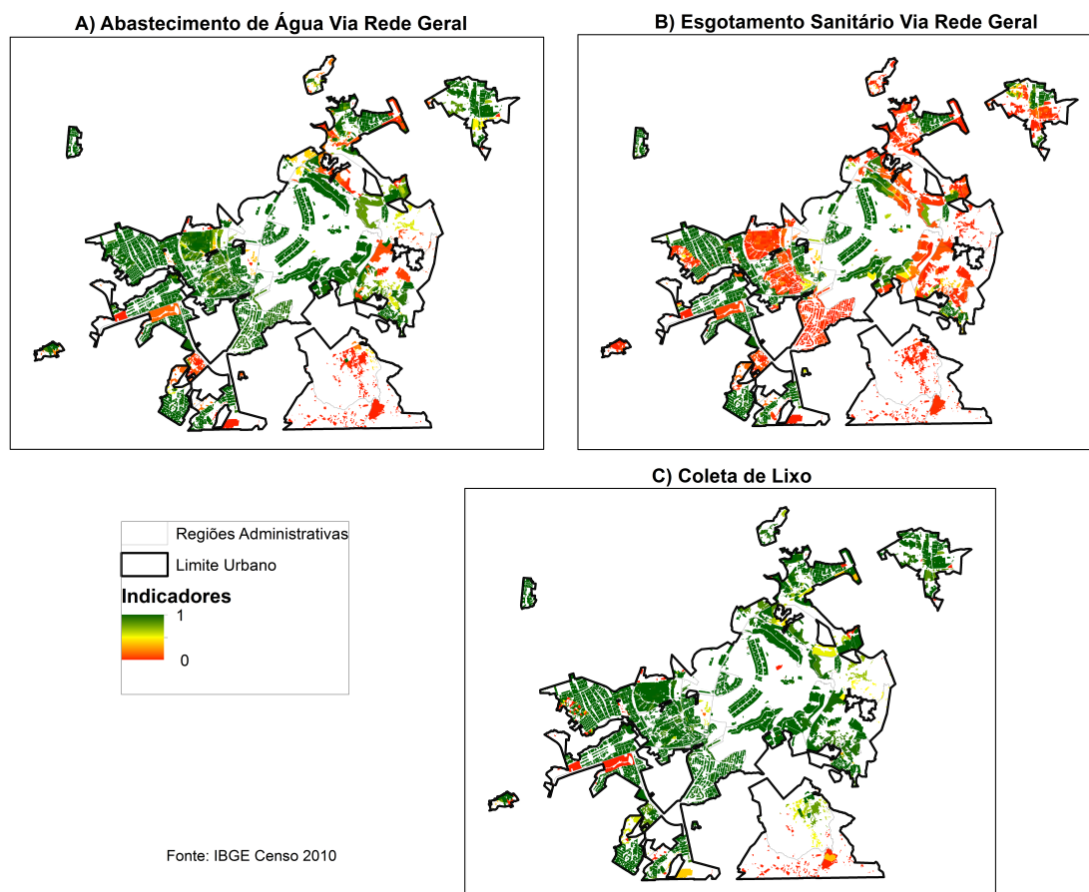 A) Abastecimento de Água Via Rede Geral
B) Esgotamento Sanitário Via Rede Geral
C) Coleta de Lixo
Regiões Administrativas
Limite Urbano
Indicadores
1
0
Fonte: IBGE Censo 2010